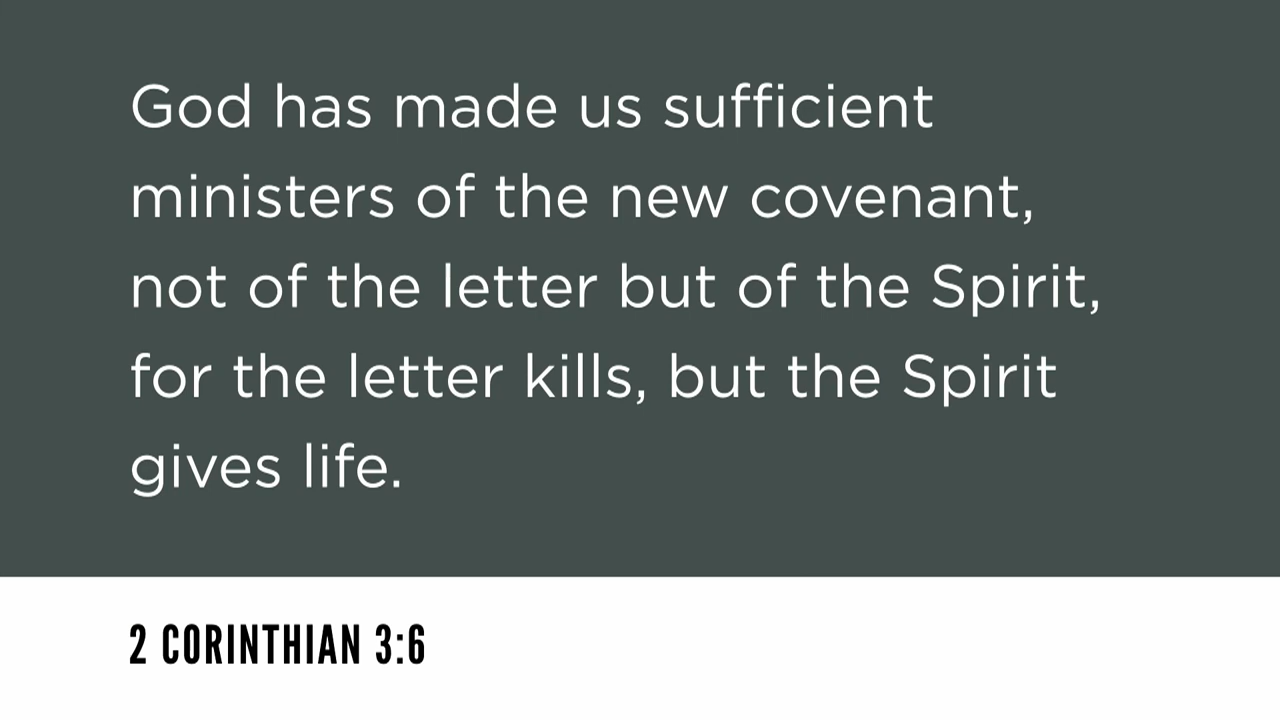 God has made us sufficient
ministers of the new covenant,
not of the letter but of the Spirit,
for the letter kills, but the Spirit
gives life.
2 CORINTHIAN 3:6